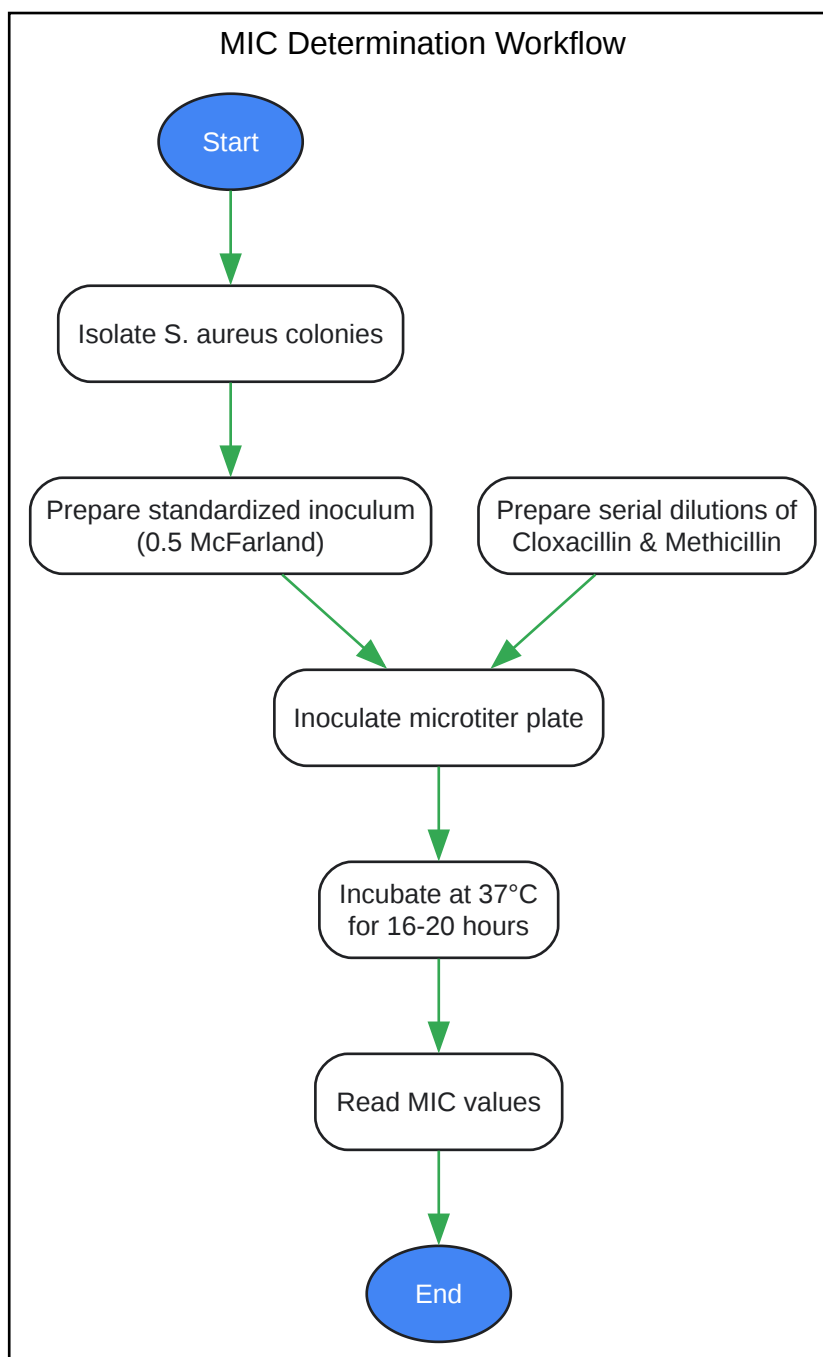 MIC Determination Workflow
Start
Isolate S. aureus colonies
Prepare standardized inoculum
(0.5 McFarland)
Prepare serial dilutions of
Cloxacillin & Methicillin
Inoculate microtiter plate
Incubate at 37°C
for 16-20 hours
Read MIC values
End